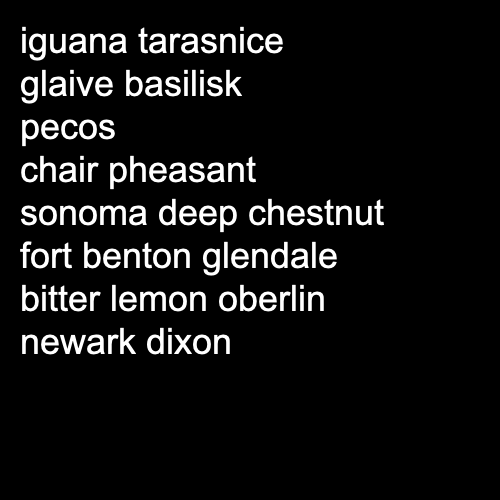 iguana tarasnice
glaive basilisk
pecos
chair pheasant
sonoma deep chestnut
fort benton glendale
bitter lemon oberlin
newark dixon